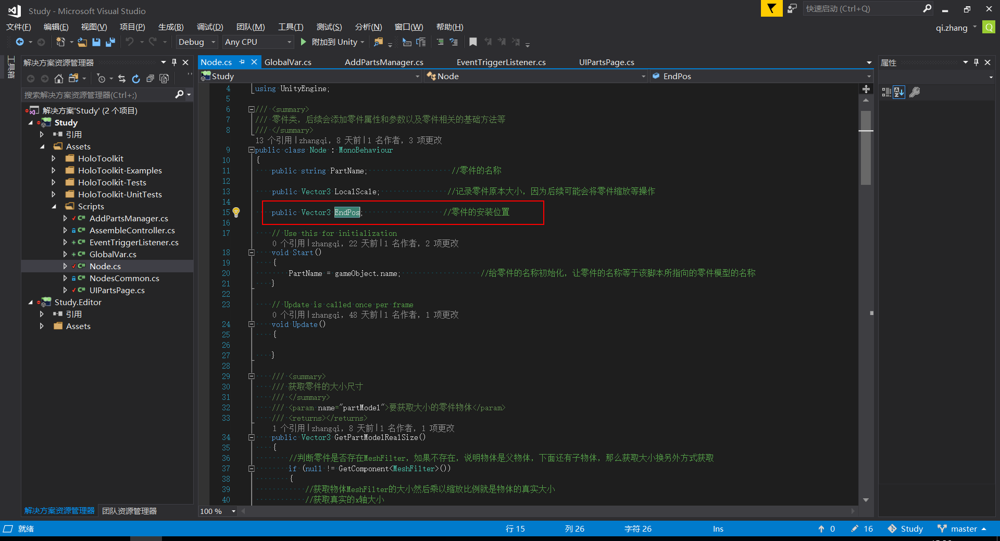 Study - Microsoft Visual Studio
快速启动 (Ctrl+Q)
文件(F) 编辑(E) 视图(V) 项目(P) 生成(B) 调试(D) 团队(M) 工具(T) 测试(S) 分析(N) 窗口(W) 帮助(H)
qi.zhang Q
Debug Any CPU 附加到 Unity
工具箱
解决方案资源管理器
搜索解决方案资源管理器(Ctrl+;)
解决方案'Study' (2 个项目)
Study
引用
Assets
HoloToolkit
HoloToolkit-Examples
HoloToolkit-Tests
HoloToolkit-UnitTests
Scripts
C# AddPartsManager.cs
C# AssembleController.cs
C# EventTriggerListener.cs
C# GlobalVar.cs
C# Node.cs
C# NodesCommon.cs
C# UIPartsPage.cs
Study.Editor
引用
Assets
解决方案资源管理器 团队资源管理器
Node.cs GlobalVar.cs AddPartsManager.cs EventTriggerListener.cs UIPartsPage.cs
Study Node EndPos
4 using UnityEngine;
5
6 /// <summary>
7 /// 零件类，后续会添加零件属性和参数以及零件相关的基础方法等
8 /// </summary>
13 个引用|zhangqi，8 天前|1 名作者，3 项更改
9 public class Node : MonoBehaviour
10 {
11 public string PartName; //零件的名称
12
13 public Vector3 LocalScale; //记录零件原本大小，因为后续可能会将零件缩放等操作
14
15 public Vector3 EndPos; //零件的安装位置
16
17 // Use this for initialization
0 个引用|zhangqi，22 天前|1 名作者，2 项更改
18 void Start()
19 {
20 PartName = gameObject.name; //给零件的名称初始化，让零件的名称等于该脚本所指向的零件模型的名称
21 }
22
23 // Update is called once per frame
0 个引用|zhangqi，48 天前|1 名作者，1 项更改
24 void Update()
25 {
26
27 }
28
29 /// <summary>
30 /// 获取零件的大小尺寸
31 /// </summary>
32 /// <param name="partModel">要获取大小的零件物体</param>
33 /// <returns></returns>
1 个引用|zhangqi，8 天前|1 名作者，1 项更改
34 public Vector3 GetPartModelRealSize()
35 {
36 //判断零件是否存在MeshFilter，如果不存在，说明物体是父物体，下面还有子物体，那么获取大小换另外方式获取
37 if (null != GetComponent<MeshFilter>())
38 {
39 //获取物体MeshFilter的大小然后乘以缩放比例就是物体的真实大小
40 //获取真实的x轴大小
100 %
属性
就绪 行 15 列 26 字符 26 Ins 0 16 Study master